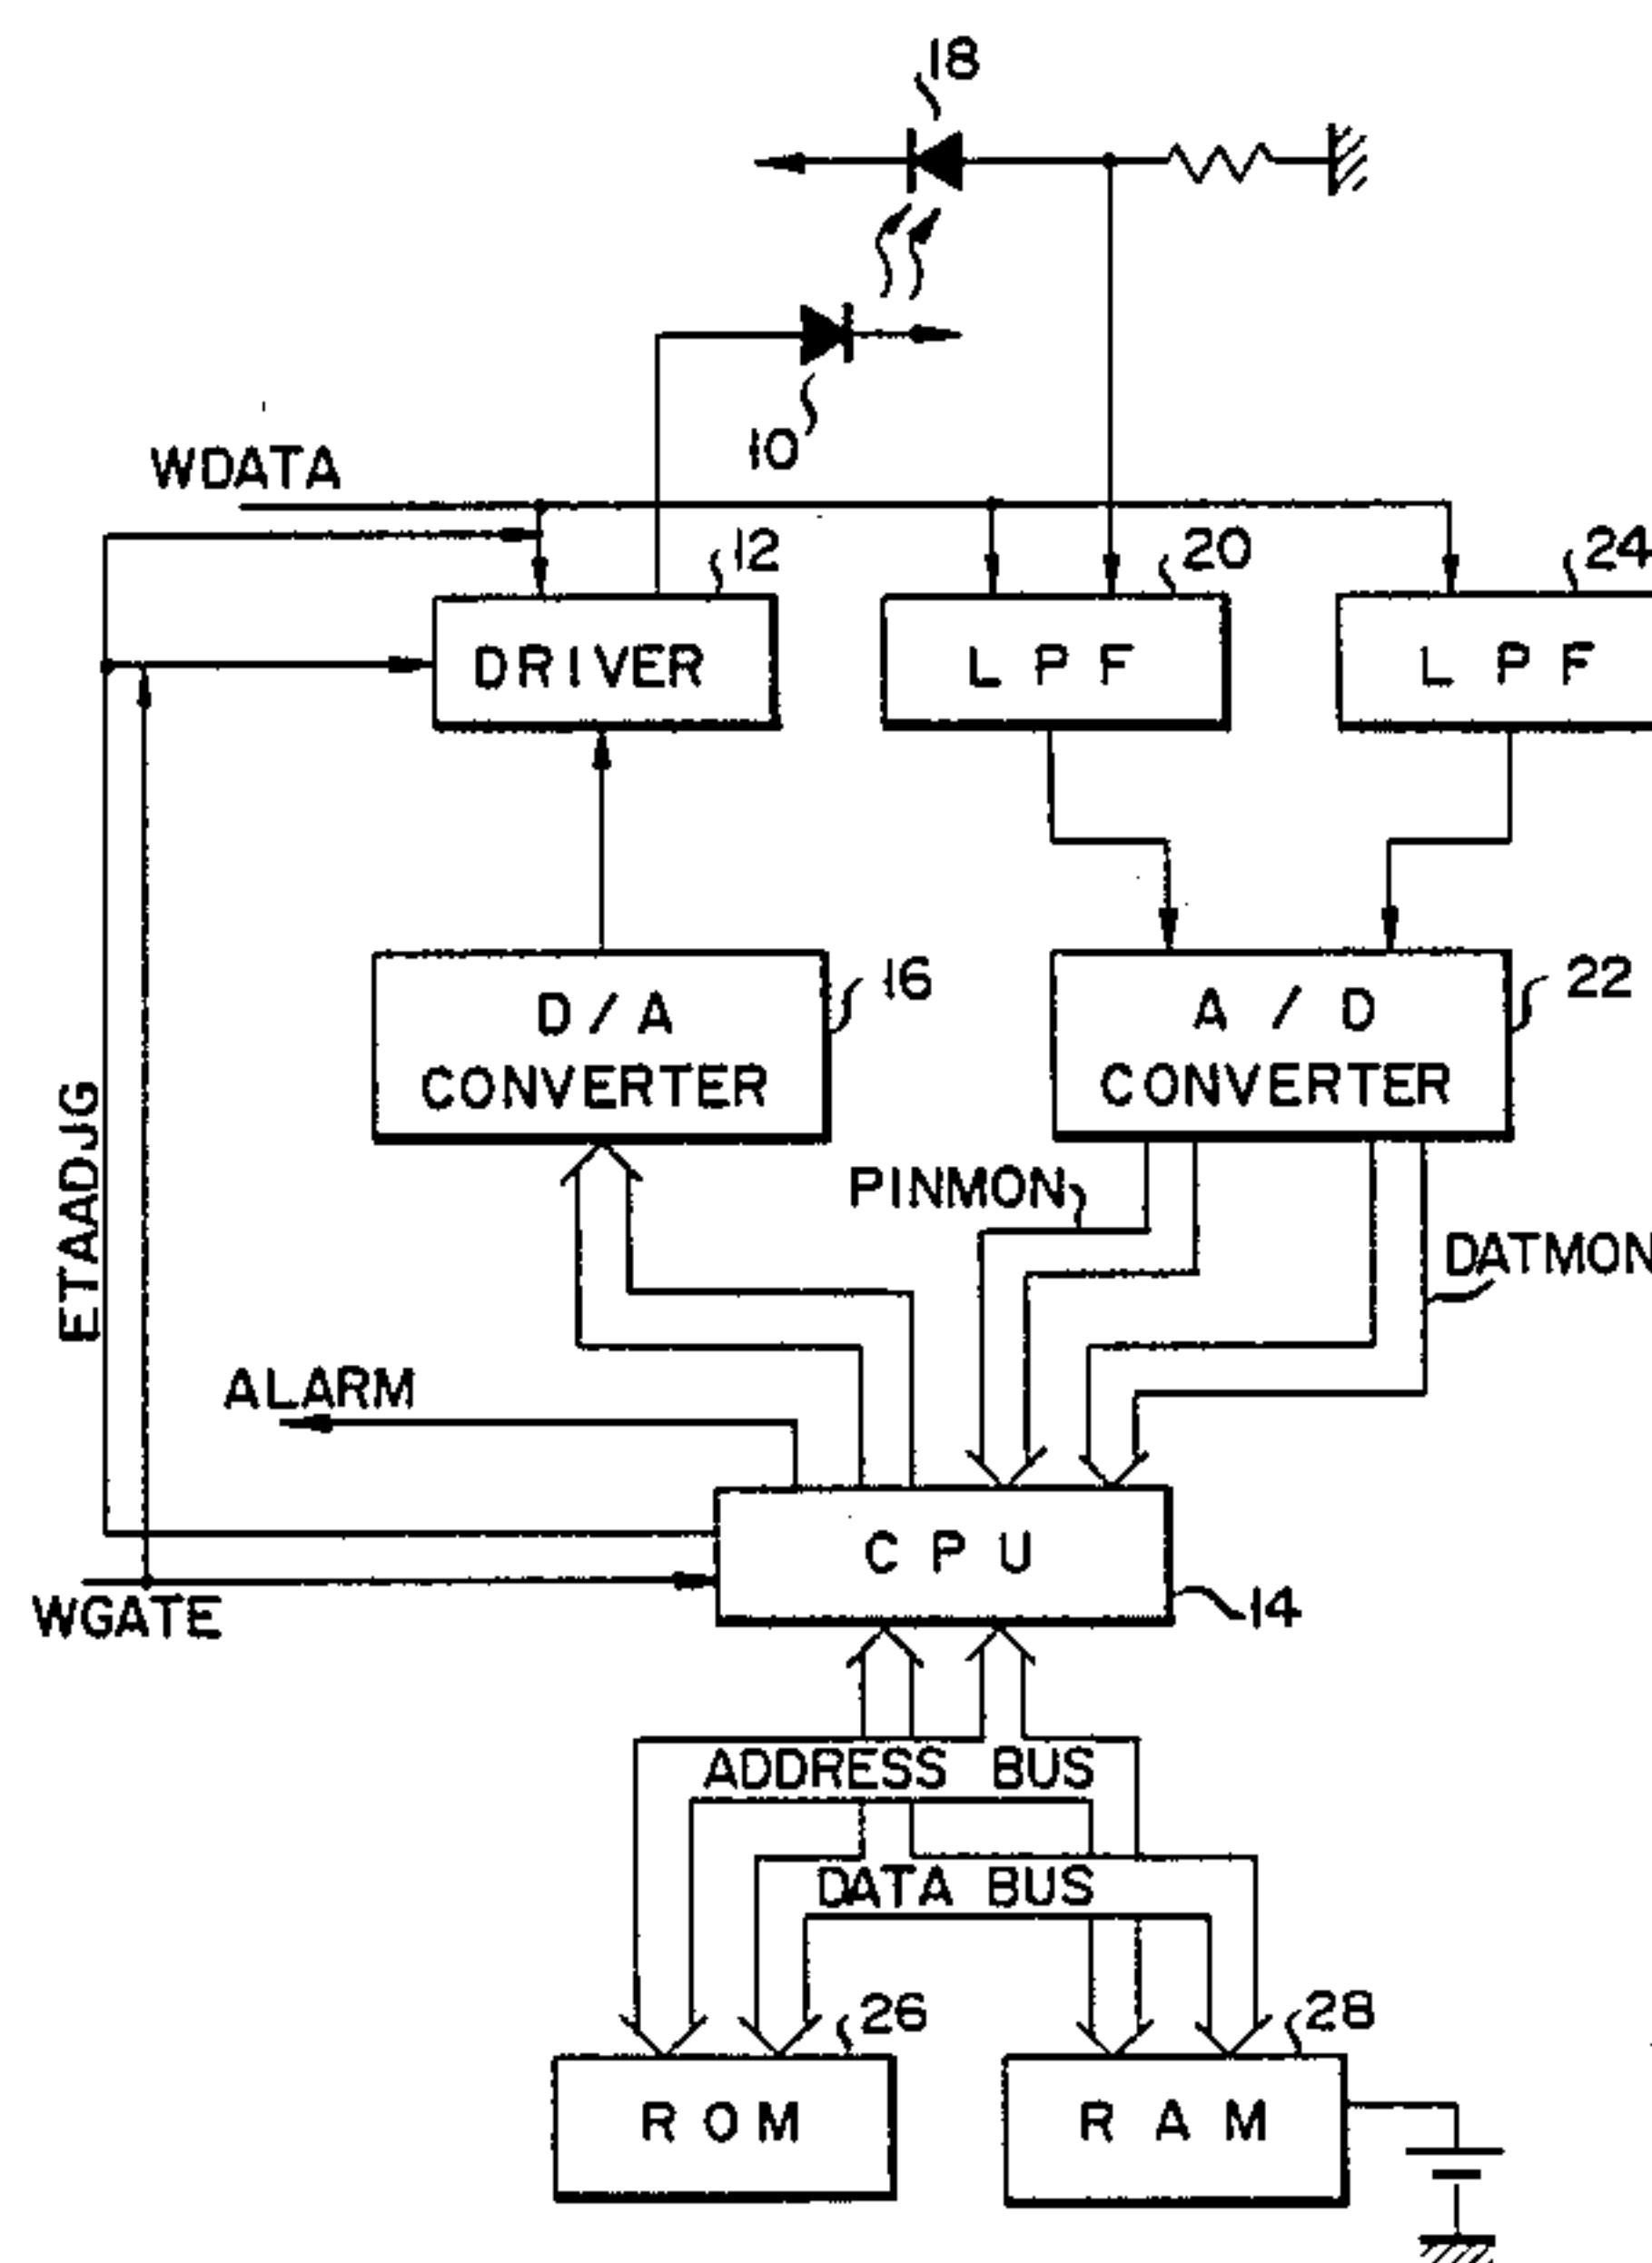 18
10
WDATA
12
20
24
DRIVER
LPF
LPF
16
22
D/A
CONVERTER
A/D
CONVERTER
ETAADJG
PINMON
DATMON
ALARM
CPU
14
WGATE
ADDRESS BUS
DATA BUS
26
28
ROM
RAM